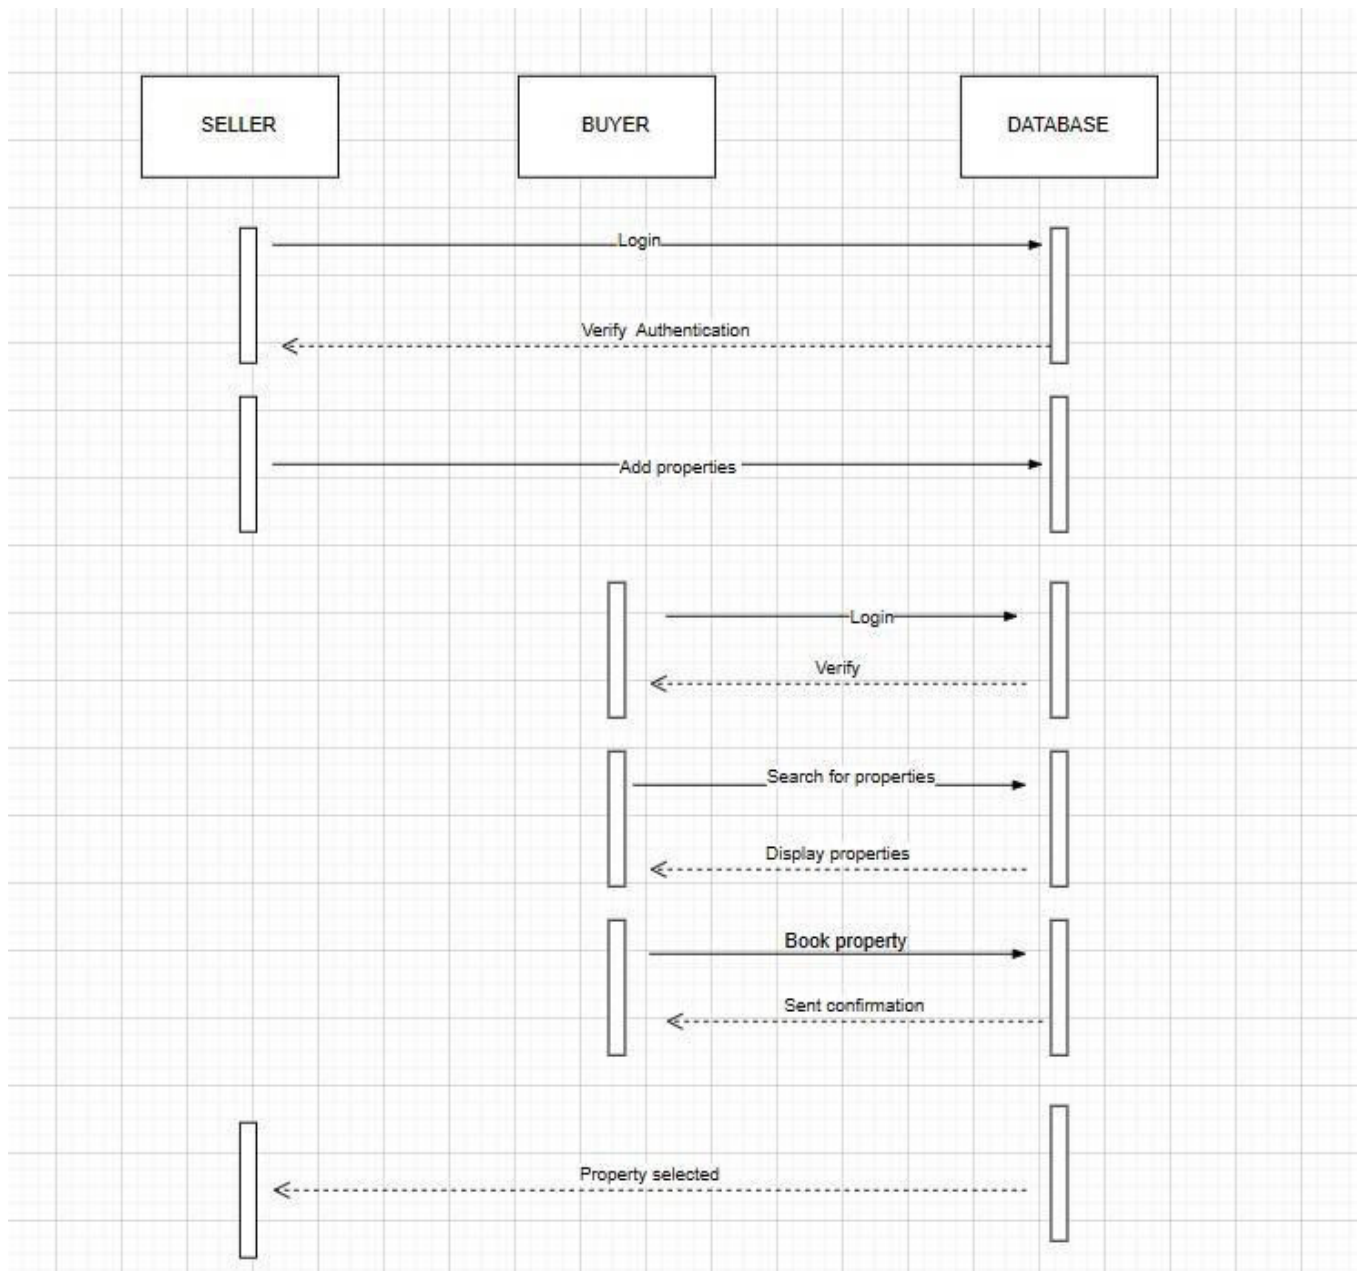 SELLER
BUYER
DATABASE
Login
Verify Authentication
Add properties
Login
Verify
Search for properties
Display properties
Book property
Sent confirmation
Property selected